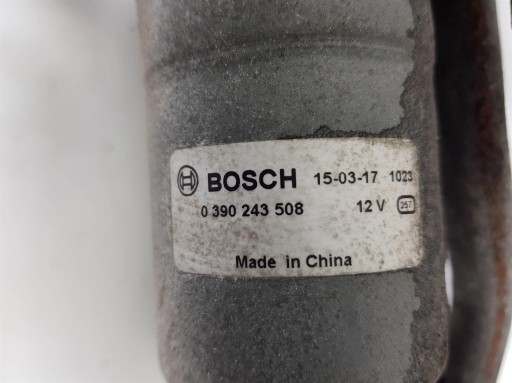 BOSCH 15-03-17 1023
0 390 243 508 12 V 257
Made in China